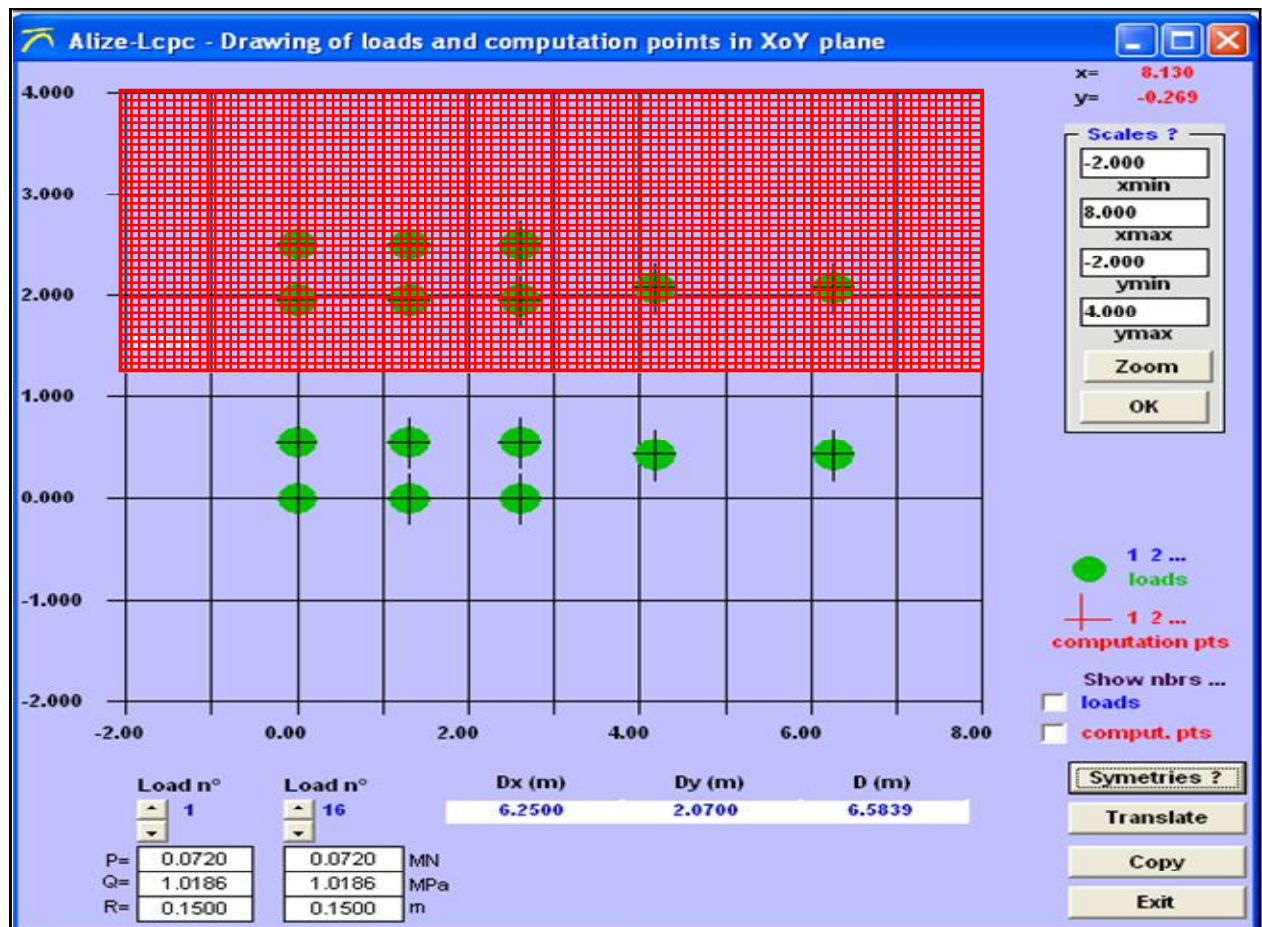 Alize-Lcpc - Drawing of loads and computation points in XoY plane
x= 8.130
y= -0.269
Scales ?
-2.000
xmin
8.000
xmax
-2.000
ymin
4.000
ymax
Zoom
OK
4.000
3.000
2.000
1.000
0.000
-1.000
-2.000
-2.00 0.00 2.00 4.00 6.00 8.00
1 2 ...
loads
1 2 ...
computation pts
Show nbrs ...
loads
comput. pts
Symetries ?
Translate
Copy
Exit
Load n° Load n° Dx (m) Dy (m) D (m)
1 16 6.2500 2.0700 6.5839
P= 0.0720 0.0720 MN
Q= 1.0186 1.0186 MPa
R= 0.1500 0.1500 m